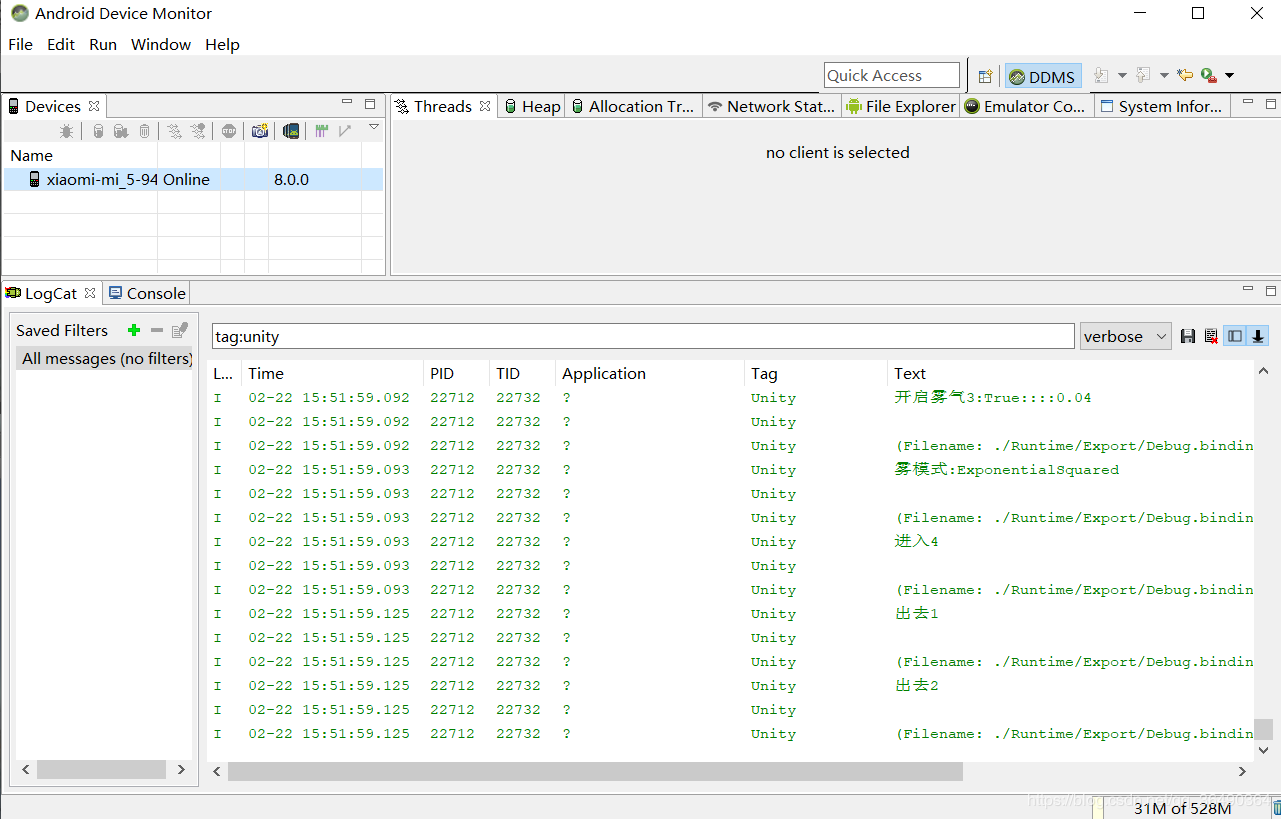 Android Device Monitor
File Edit Run Window Help
Quick Access
DDMS
Devices
Threads Heap Allocation Tr... Network Stat... File Explorer Emulator Co... System Infor...
Name
no client is selected
xiaomi-mi_5-94 Online 8.0.0
LogCat Console
Saved Filters
tag:unity verbose
All messages (no filters)
L... Time PID TID Application Tag Text
I 02-22 15:51:59.092 22712 22732 ? Unity 开启雾气3:True::::0.04
I 02-22 15:51:59.092 22712 22732 ? Unity
I 02-22 15:51:59.092 22712 22732 ? Unity (Filename: ./Runtime/Export/Debug.bindin
I 02-22 15:51:59.093 22712 22732 ? Unity 雾模式:ExponentialSquared
I 02-22 15:51:59.093 22712 22732 ? Unity
I 02-22 15:51:59.093 22712 22732 ? Unity (Filename: ./Runtime/Export/Debug.bindin
I 02-22 15:51:59.093 22712 22732 ? Unity 进入4
I 02-22 15:51:59.093 22712 22732 ? Unity
I 02-22 15:51:59.093 22712 22732 ? Unity (Filename: ./Runtime/Export/Debug.bindin
I 02-22 15:51:59.125 22712 22732 ? Unity 出去1
I 02-22 15:51:59.125 22712 22732 ? Unity
I 02-22 15:51:59.125 22712 22732 ? Unity (Filename: ./Runtime/Export/Debug.bindin
I 02-22 15:51:59.125 22712 22732 ? Unity 出去2
I 02-22 15:51:59.125 22712 22732 ? Unity
I 02-22 15:51:59.125 22712 22732 ? Unity (Filename: ./Runtime/Export/Debug.bindin
31M of 528M